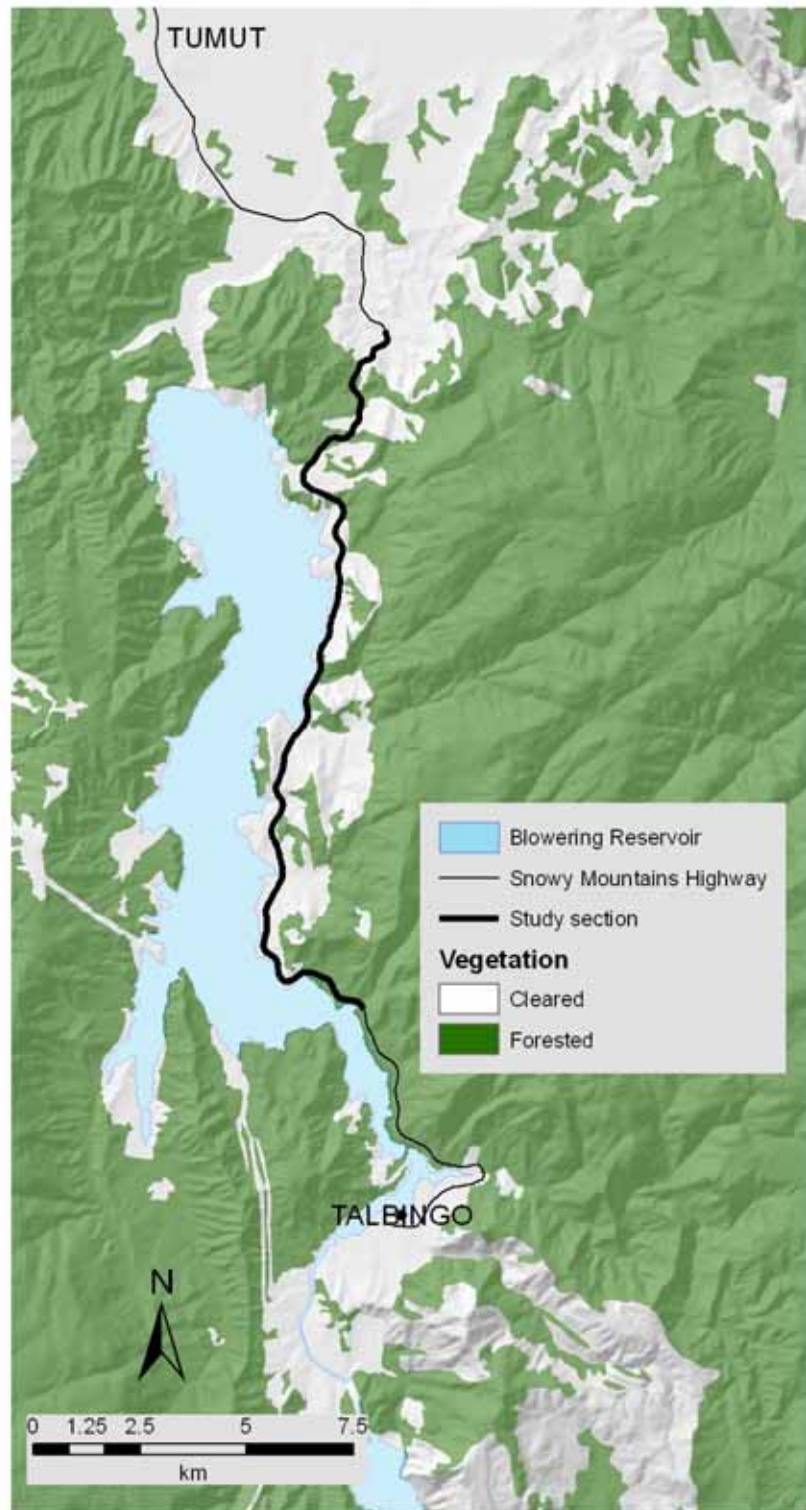 TUMUT
Blowering Reservoir
Snowy Mountains Highway
Study section
Vegetation
Cleared
Forested
TALBINGO
N
0 1.25 2.5 5 7.5
km